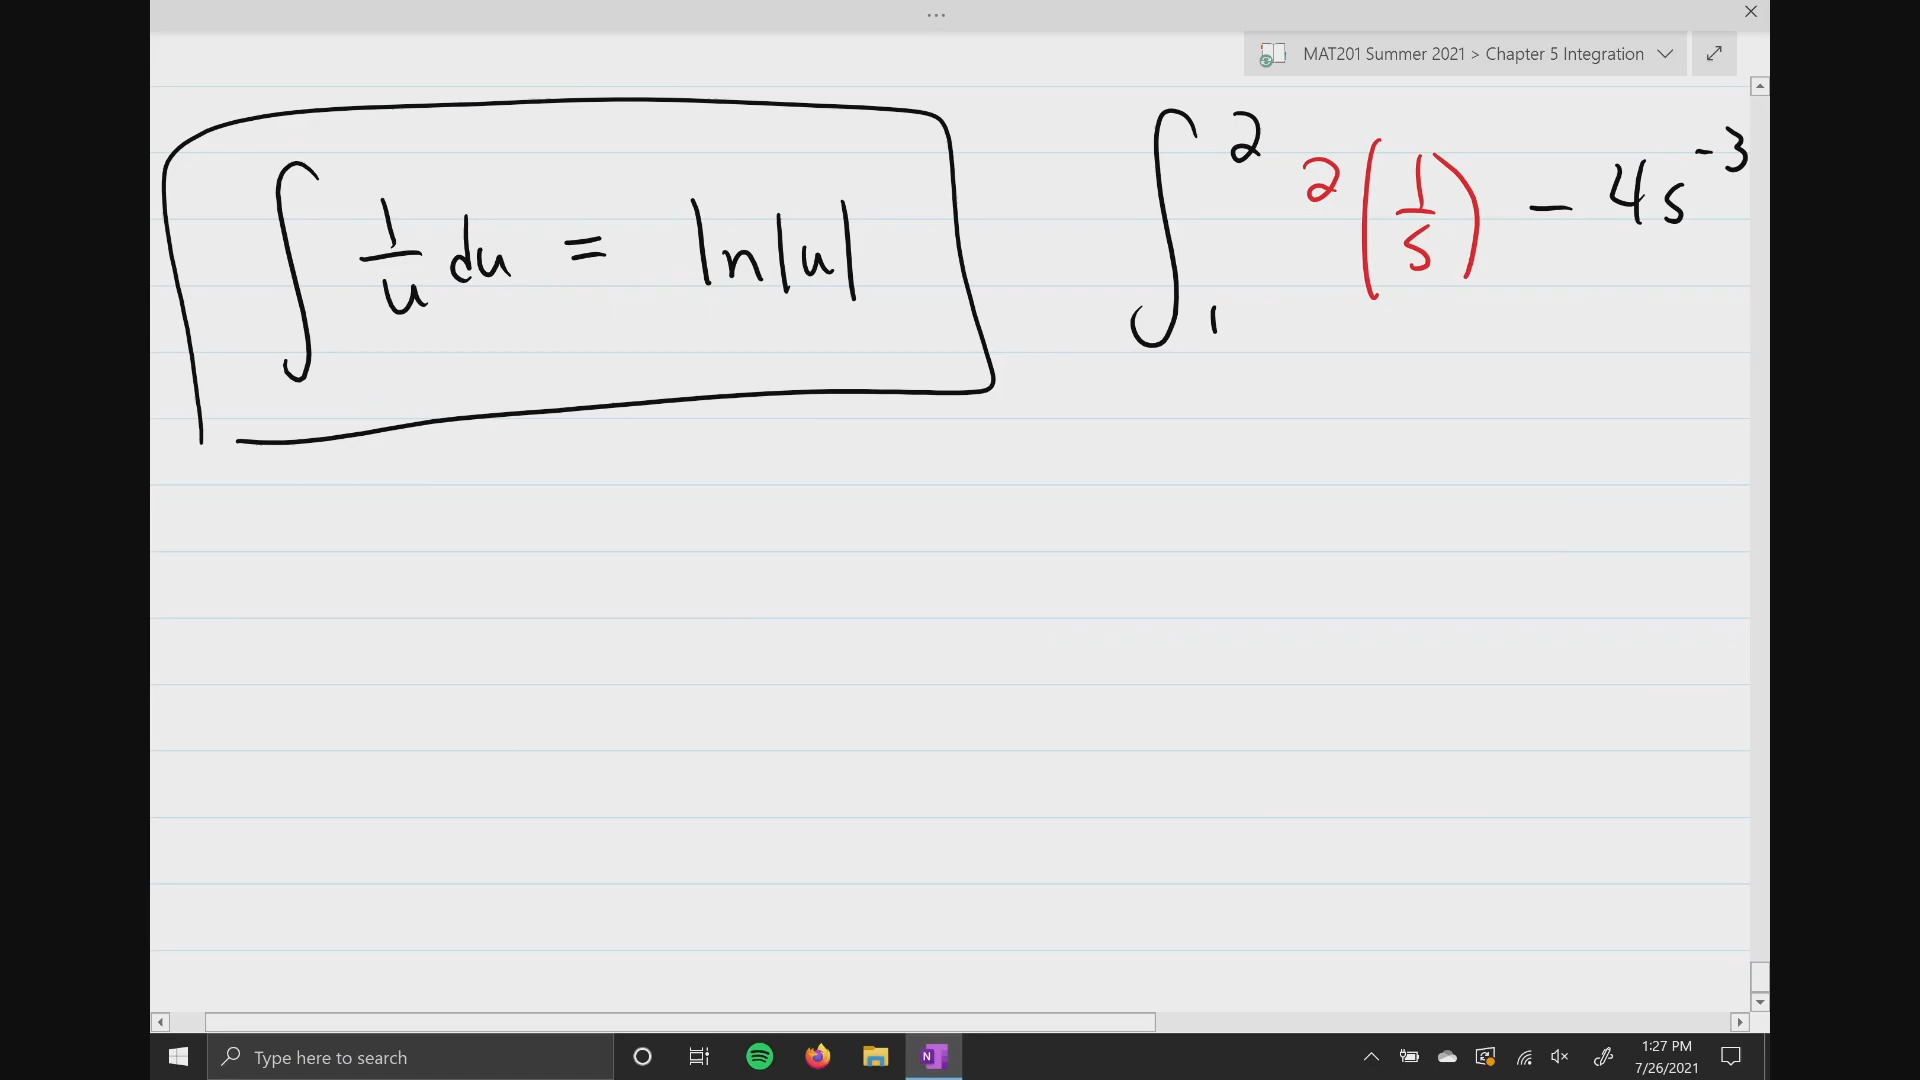 ...
MAT201 Summer 2021 > Chapter 5 Integration
∫ 1/u du = ln|u|
∫₁² 2(1/s) - 4s⁻³
Type here to search
1:27 PM
7/26/2021